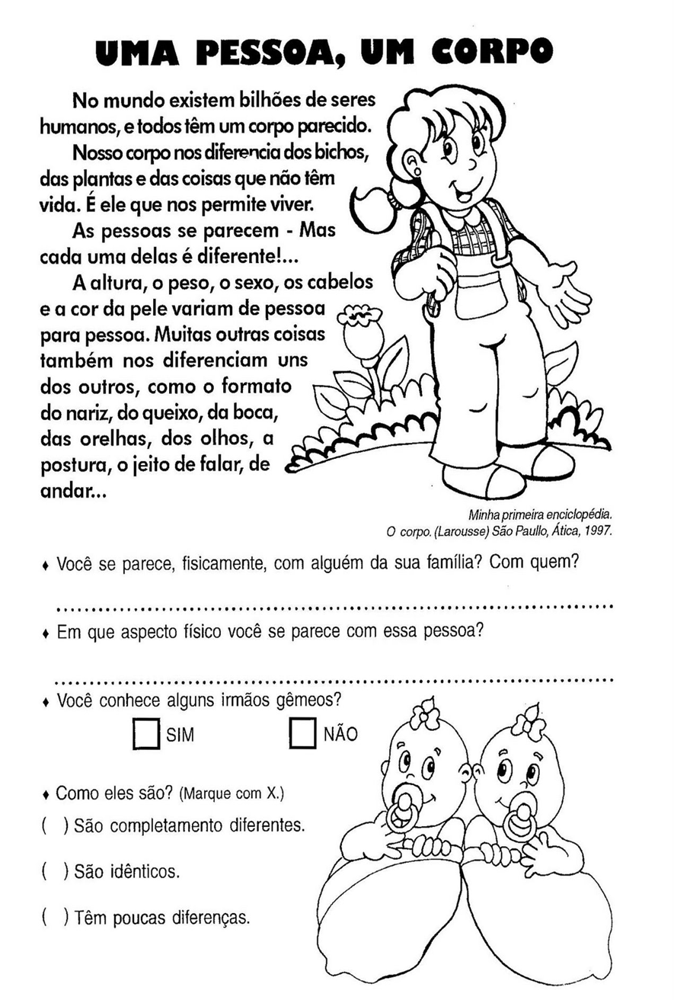 UMA PESSOA, UM CORPO
No mundo existem bilhões de seres
humanos, e todos têm um corpo parecido.
Nosso corpo nos diferencia dos bichos,
das plantas e das coisas que não têm
vida. É ele que nos permite viver.
As pessoas se parecem - Mas
cada uma delas é diferente!...
A altura, o peso, o sexo, os cabelos
e a cor da pele variam de pessoa
para pessoa. Muitas outras coisas
também nos diferenciam uns
dos outros, como o formato
do nariz, do queixo, da boca,
das orelhas, dos olhos, a
postura, o jeito de falar, de
andar...
Minha primeira enciclopédia.
O corpo. (Larousse) São Paullo, Ática, 1997.
♦ Você se parece, fisicamente, com alguém da sua família? Com quem?
♦ Em que aspecto físico você se parece com essa pessoa?
♦ Você conhece alguns irmãos gêmeos?
SIM NÃO
♦ Como eles são? (Marque com X.)
( ) São completamento diferentes.
( ) São idênticos.
( ) Têm poucas diferenças.